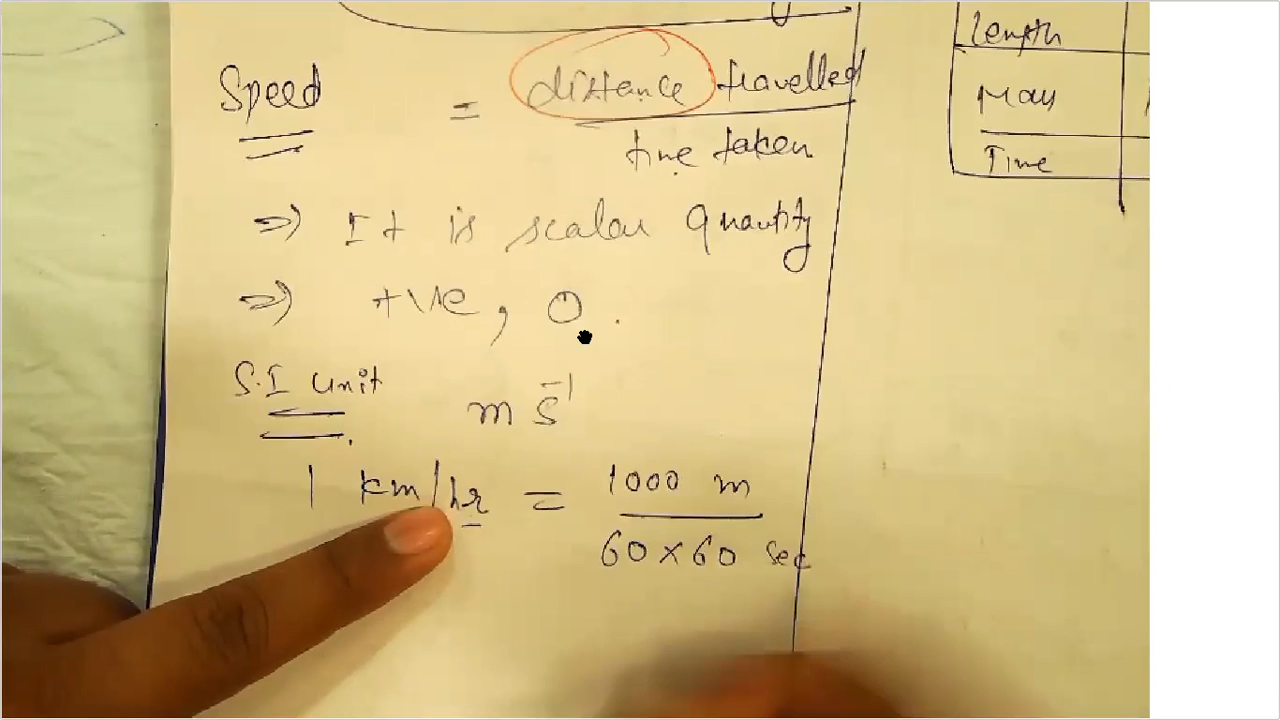 Speed = distance travelled
time taken
=> It is scalar quantity
=> +ve, 0.
S.I unit m s⁻¹
1 km/hr = 1000 m
60 × 60 sec
length
Mass
Time